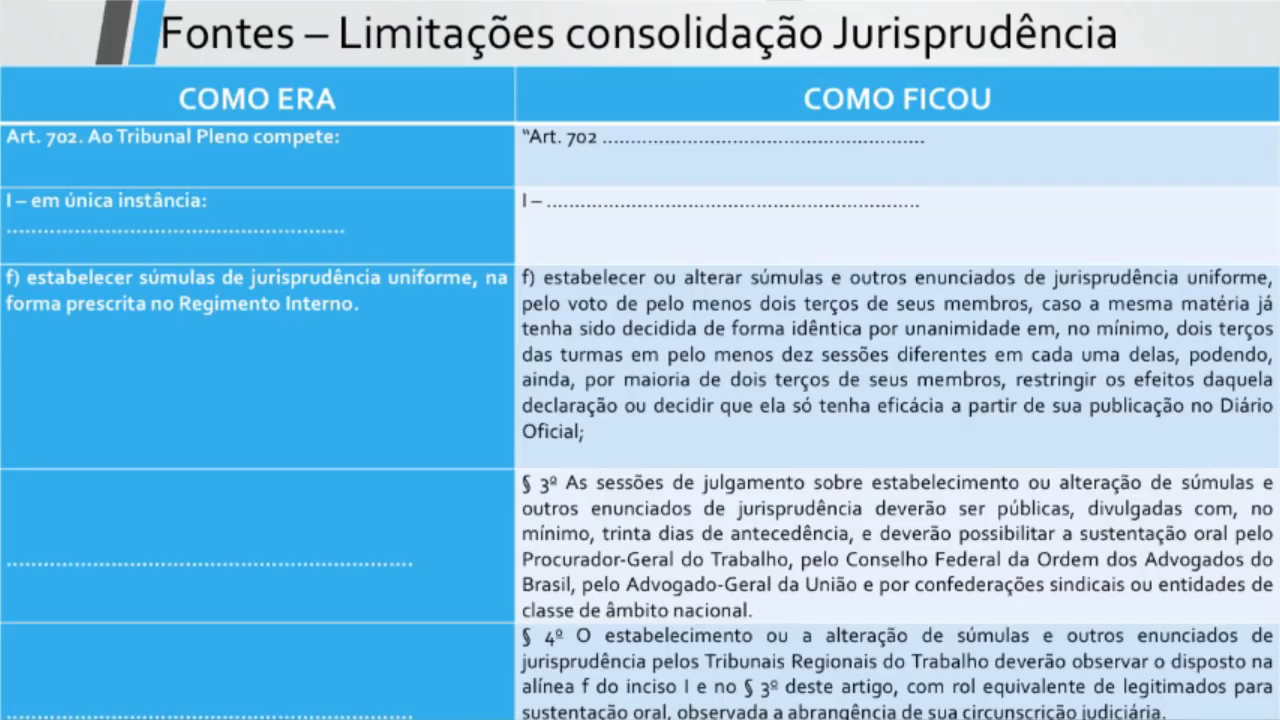 Fontes – Limitações consolidação Jurisprudência
COMO ERA
COMO FICOU
Art. 702. Ao Tribunal Pleno compete:
“Art. 702 .........................................................
I – em única instância:
.......................................................
I – ..................................................................
f) estabelecer súmulas de jurisprudência uniforme, na
forma prescrita no Regimento Interno.
f) estabelecer ou alterar súmulas e outros enunciados de jurisprudência uniforme,
pelo voto de pelo menos dois terços de seus membros, caso a mesma matéria já
tenha sido decidida de forma idêntica por unanimidade em, no mínimo, dois terços
das turmas em pelo menos dez sessões diferentes em cada uma delas, podendo,
ainda, por maioria de dois terços de seus membros, restringir os efeitos daquela
declaração ou decidir que ela só tenha eficácia a partir de sua publicação no Diário
Oficial;
..................................................................
§ 3º As sessões de julgamento sobre estabelecimento ou alteração de súmulas e
outros enunciados de jurisprudência deverão ser públicas, divulgadas com, no
mínimo, trinta dias de antecedência, e deverão possibilitar a sustentação oral pelo
Procurador-Geral do Trabalho, pelo Conselho Federal da Ordem dos Advogados do
Brasil, pelo Advogado-Geral da União e por confederações sindicais ou entidades de
classe de âmbito nacional.
..................................................................
§ 4º O estabelecimento ou a alteração de súmulas e outros enunciados de
jurisprudência pelos Tribunais Regionais do Trabalho deverão observar o disposto na
alínea f do inciso I e no § 3º deste artigo, com rol equivalente de legitimados para
sustentação oral, observada a abrangência de sua circunscrição judiciária.